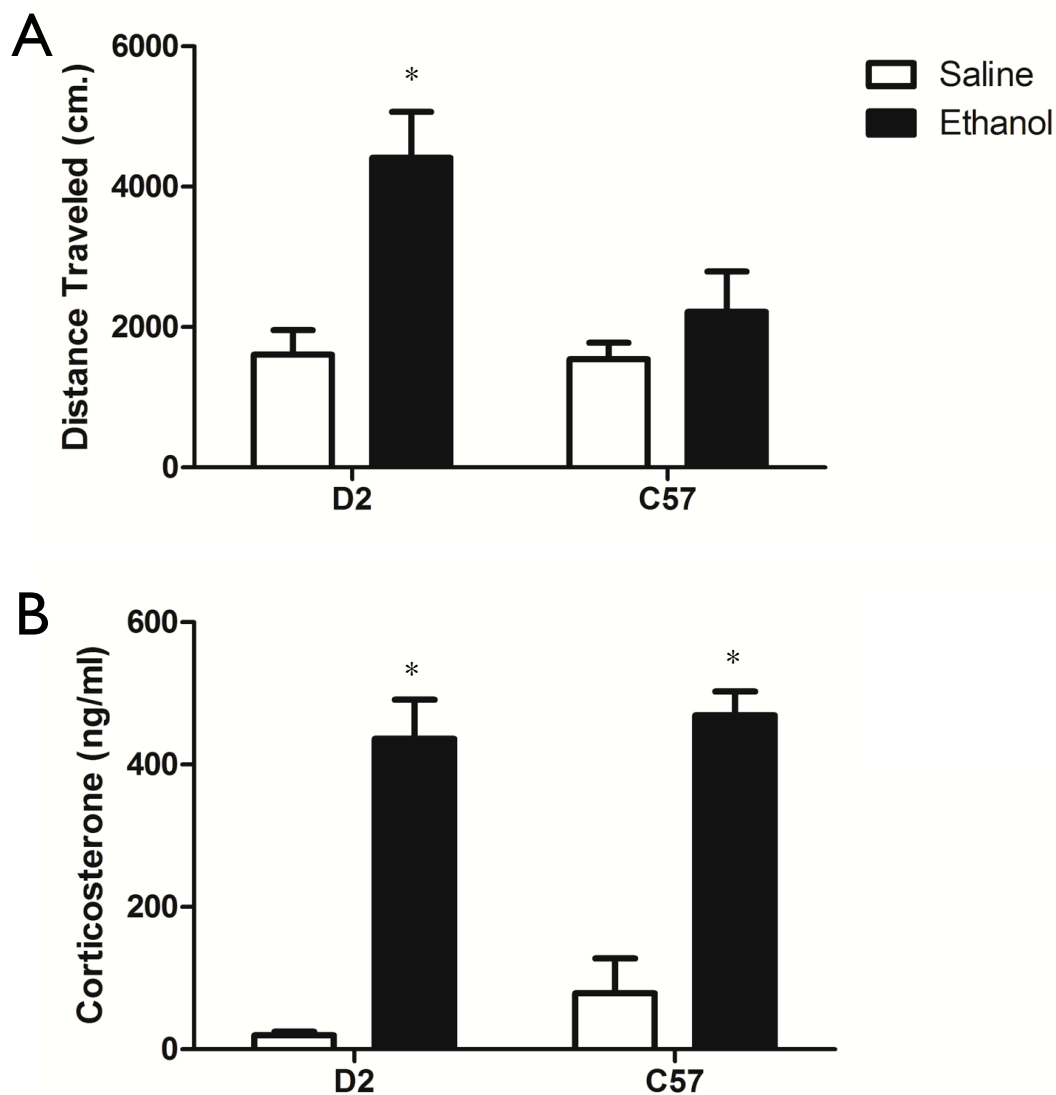 A
Distance Traveled (cm.)
6000
4000
2000
0
*
D2
C57
Saline
Ethanol
B
Corticosterone (ng/ml)
600
400
200
0
*
*
D2
C57